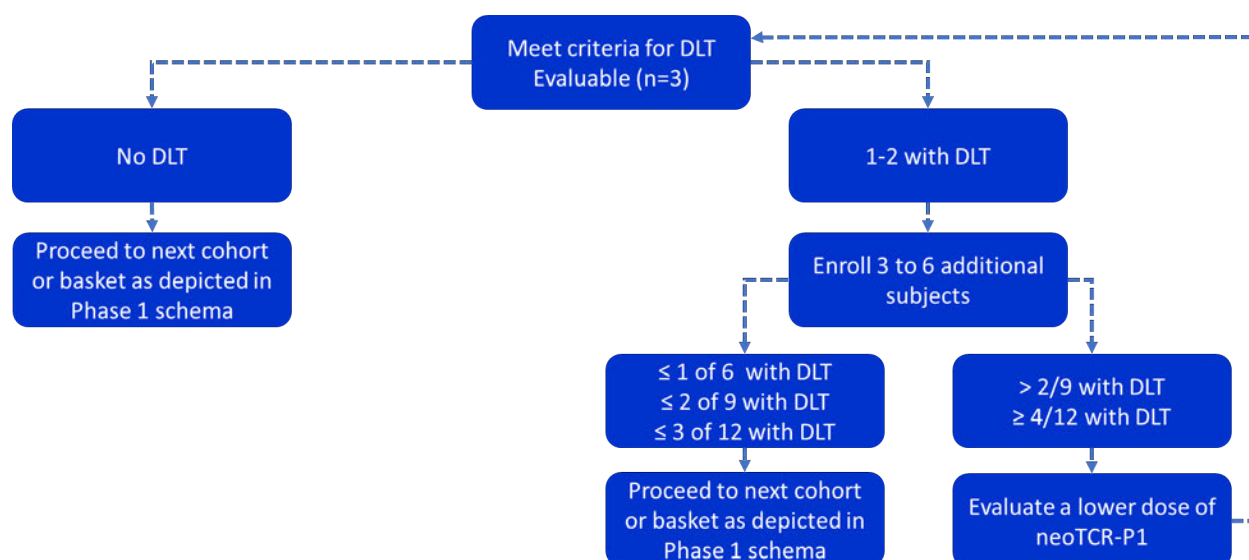 Meet criteria for DLT
Evaluable (n=3)
No DLT
1-2 with DLT
Proceed to next cohort
or basket as depicted in
Phase 1 schema
Enroll 3 to 6 additional
subjects
≤ 1 of 6 with DLT
≤ 2 of 9 with DLT
≤ 3 of 12 with DLT
> 2/9 with DLT
≥ 4/12 with DLT
Proceed to next cohort
or basket as depicted in
Phase 1 schema
Evaluate a lower dose of
neoTCR-P1